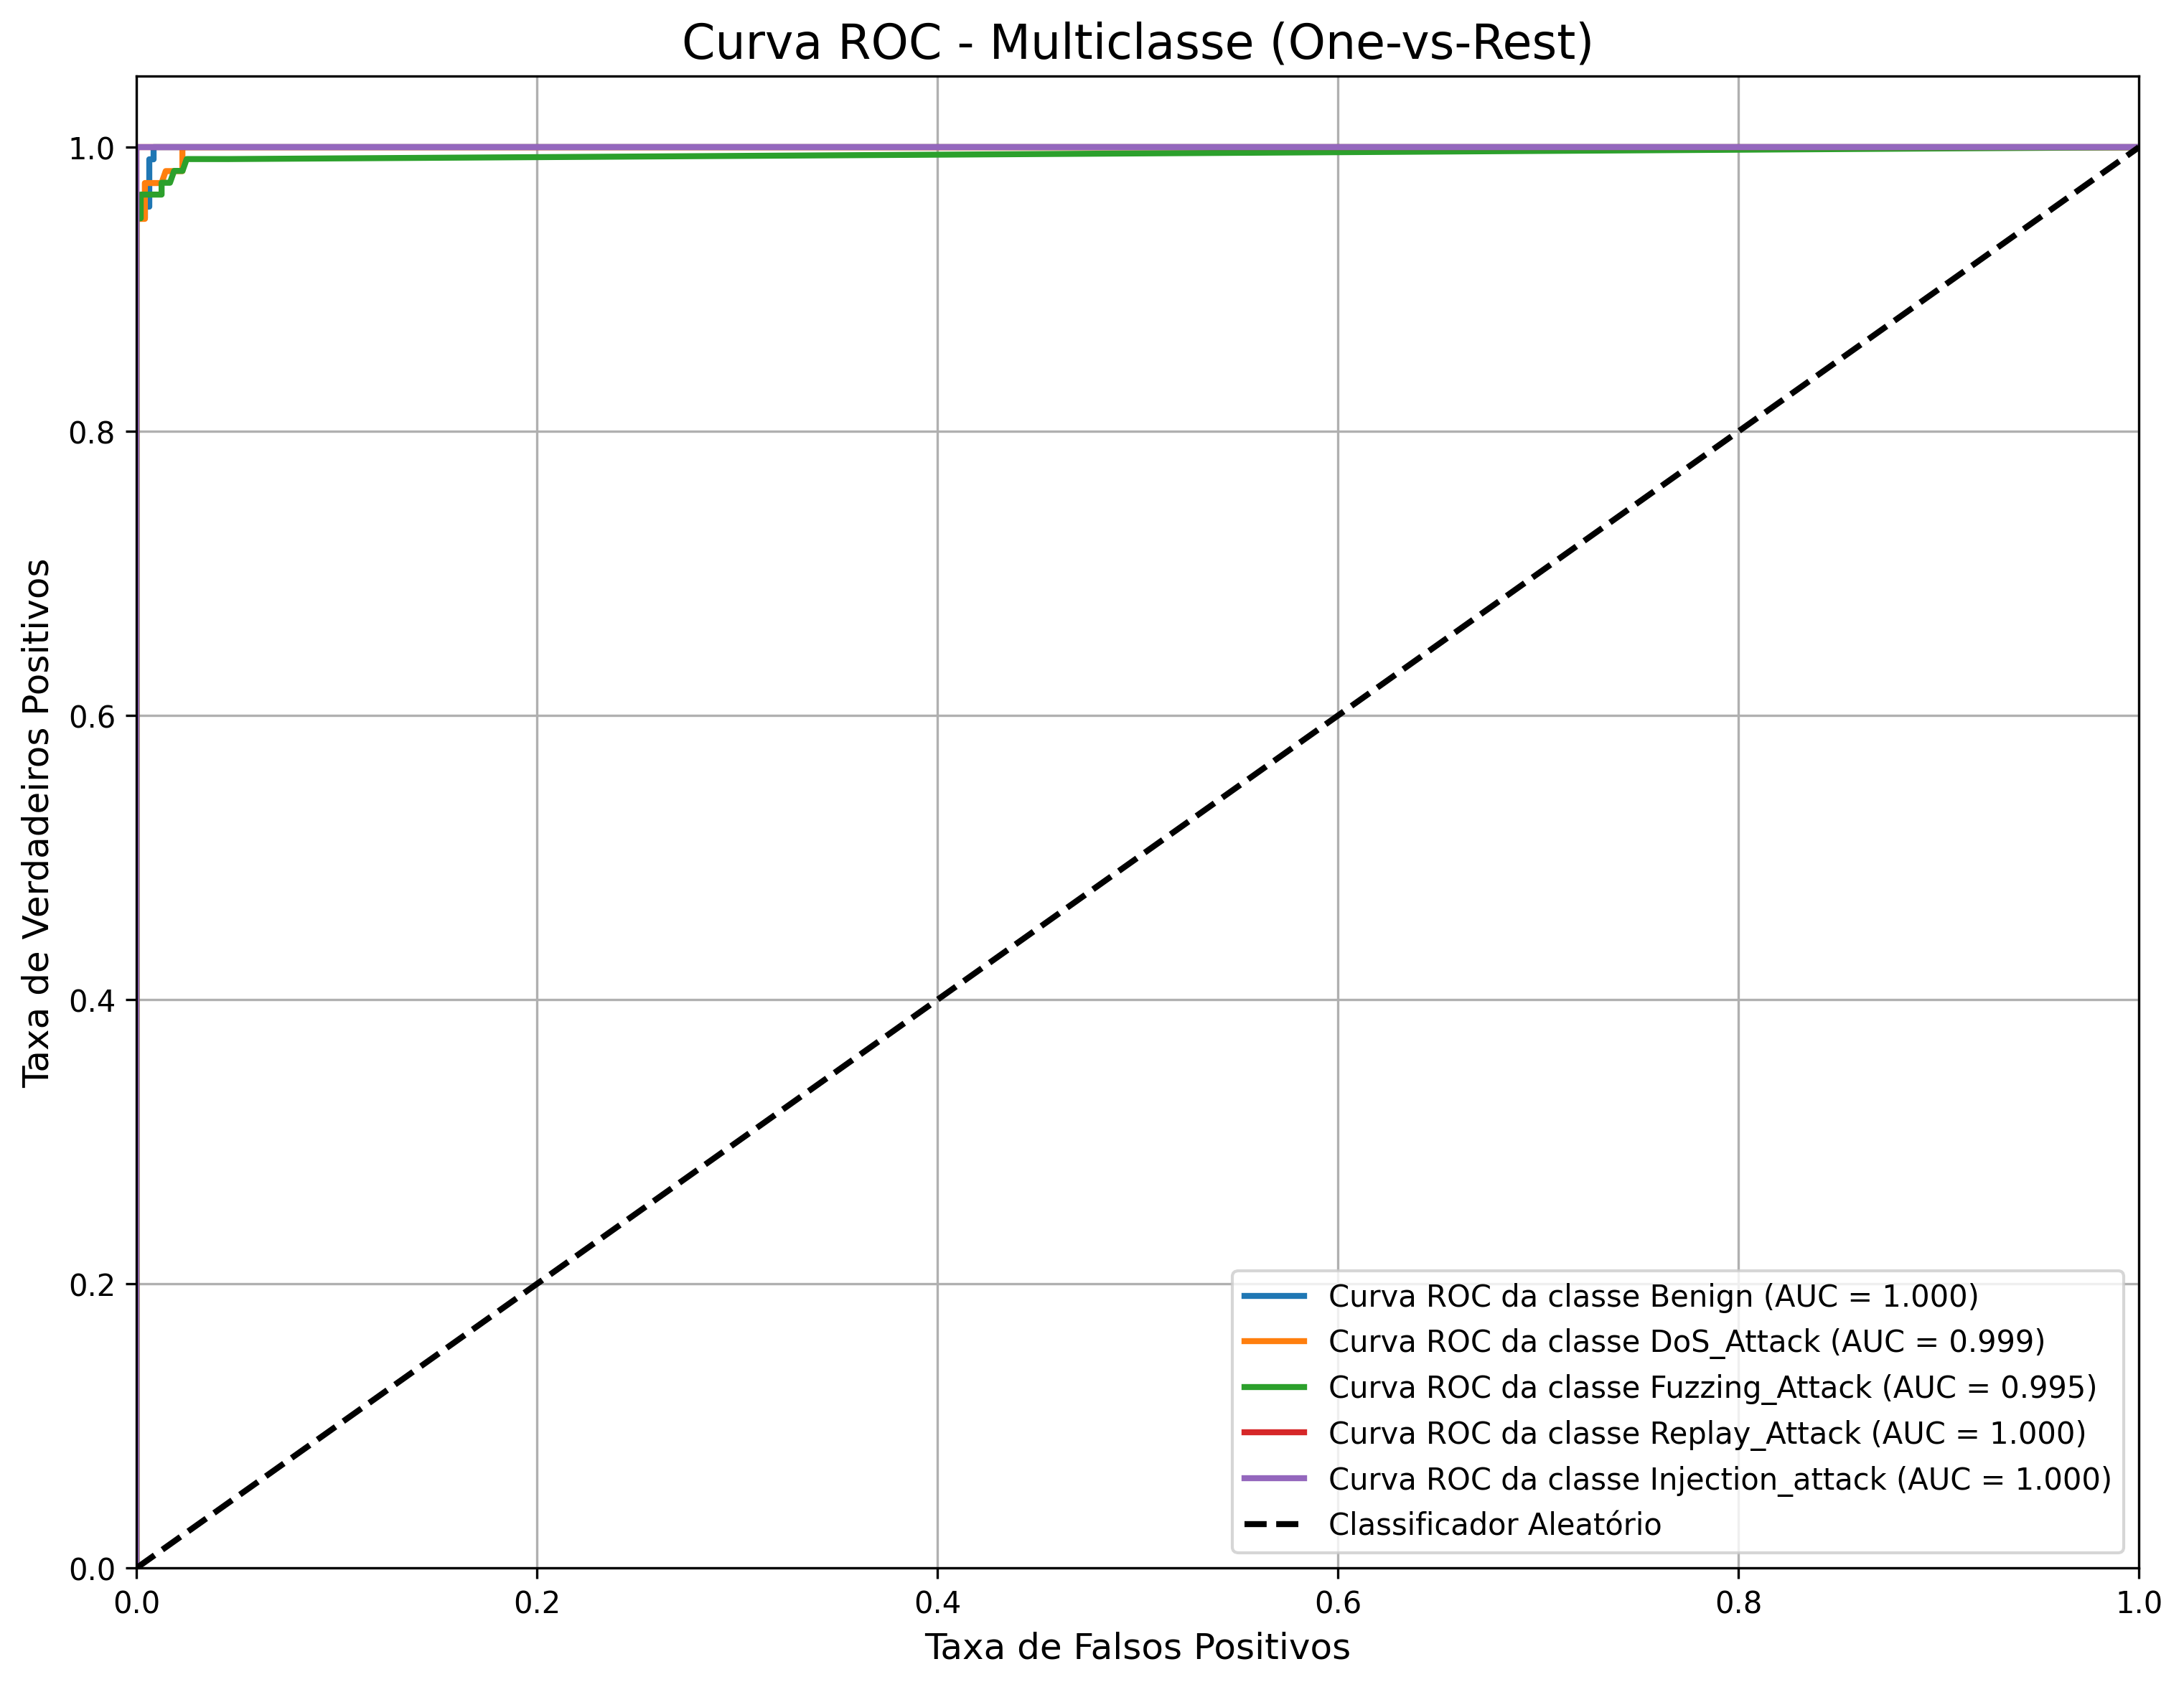 Curva ROC - Multiclasse (One-vs-Rest)
Taxa de Verdadeiros Positivos
1.0
0.8
0.6
0.4
0.2
0.0
Curva ROC da classe Benign (AUC = 1.000)
Curva ROC da classe DoS_Attack (AUC = 0.999)
Curva ROC da classe Fuzzing_Attack (AUC = 0.995)
Curva ROC da classe Replay_Attack (AUC = 1.000)
Curva ROC da classe Injection_attack (AUC = 1.000)
Classificador Aleatório
0.0 0.2 0.4 0.6 0.8 1.0
Taxa de Falsos Positivos